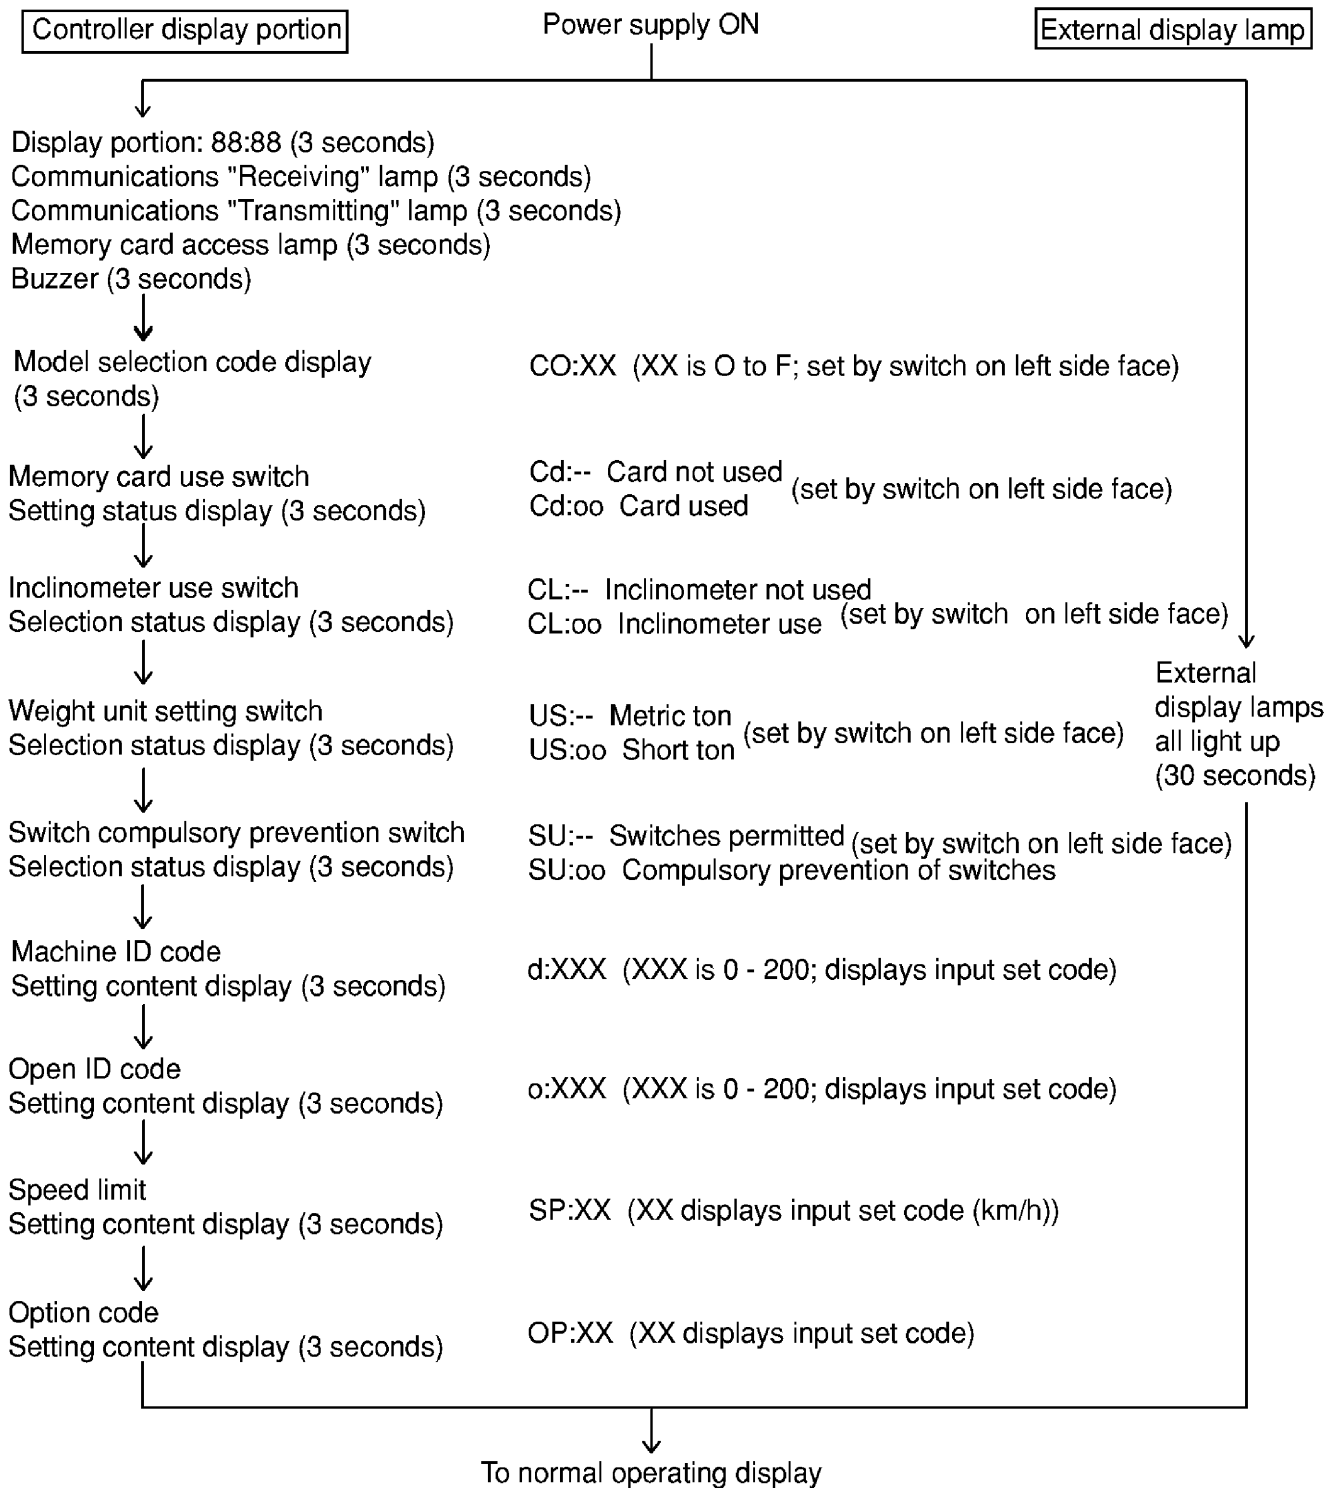 Controller display portion
Power supply ON
External display lamp
Display portion: 88:88 (3 seconds)
Communications "Receiving" lamp (3 seconds)
Communications "Transmitting" lamp (3 seconds)
Memory card access lamp (3 seconds)
Buzzer (3 seconds)
Model selection code display
(3 seconds)
CO:XX (XX is O to F; set by switch on left side face)
Memory card use switch
Setting status display (3 seconds)
Cd:-- Card not used
Cd:oo Card used
(set by switch on left side face)
Inclinometer use switch
Selection status display (3 seconds)
CL:-- Inclinometer not used
CL:oo Inclinometer use
(set by switch on left side face)
Weight unit setting switch
Selection status display (3 seconds)
US:-- Metric ton
US:oo Short ton
(set by switch on left side face)
External
display lamps
all light up
(30 seconds)
Switch compulsory prevention switch
Selection status display (3 seconds)
SU:-- Switches permitted
(set by switch on left side face)
SU:oo Compulsory prevention of switches
Machine ID code
Setting content display (3 seconds)
d:XXX (XXX is 0 - 200; displays input set code)
Open ID code
Setting content display (3 seconds)
o:XXX (XXX is 0 - 200; displays input set code)
Speed limit
Setting content display (3 seconds)
SP:XX (XX displays input set code (km/h))
Option code
Setting content display (3 seconds)
OP:XX (XX displays input set code)
To normal operating display